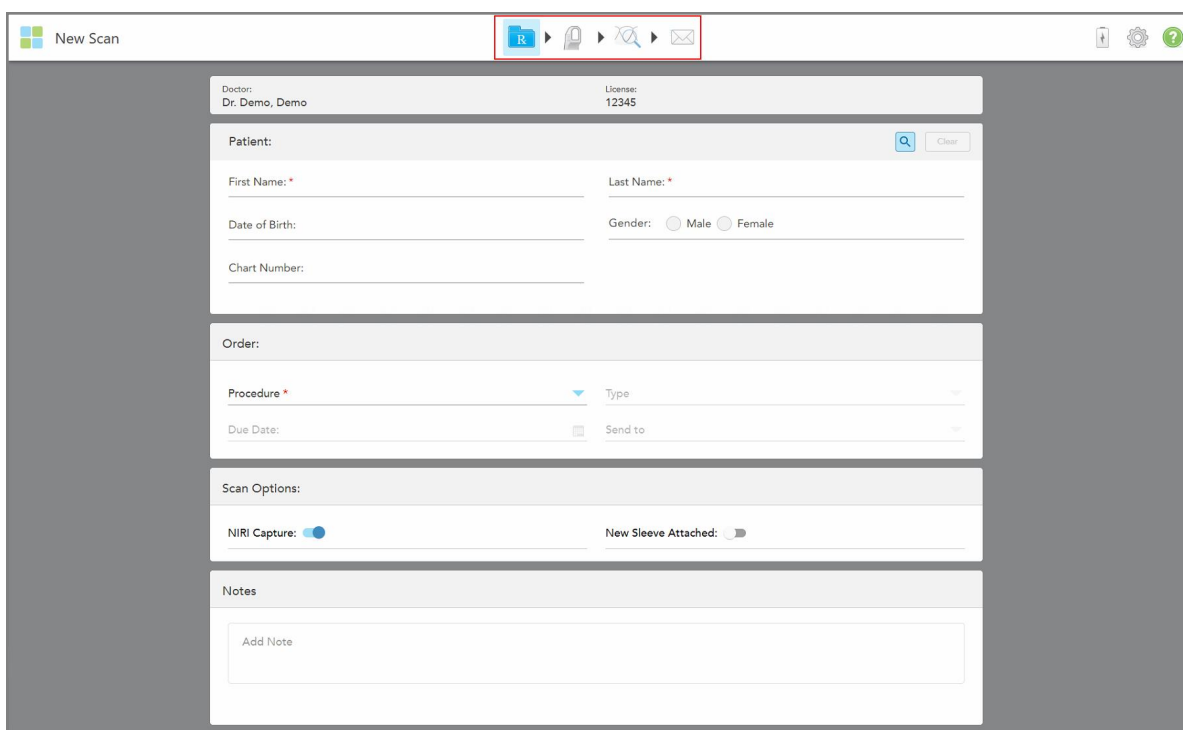 New Scan
R
?
Doctor: License:
Dr. Demo, Demo 12345
Patient: Clear
First Name: * Last Name: *
Date of Birth: Gender: Male Female
Chart Number:
Order:
Procedure * Type
Due Date: Send to
Scan Options:
NIRI Capture: New Sleeve Attached:
Notes
Add Note